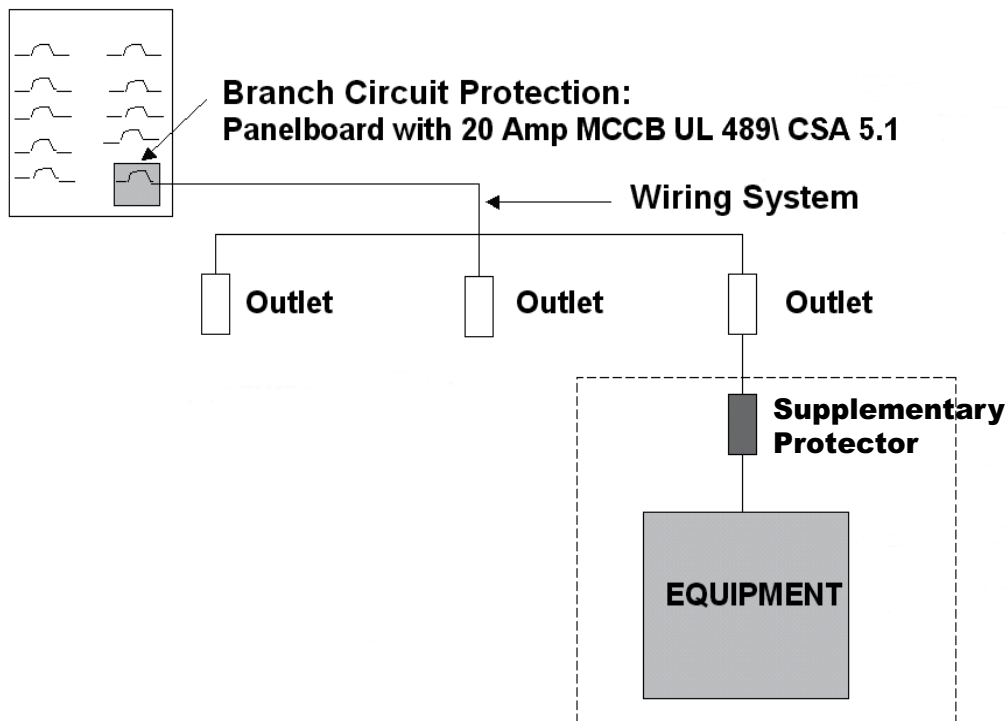 Branch Circuit Protection:
Panelboard with 20 Amp MCCB UL 489\ CSA 5.1
Wiring System
Outlet
Outlet
Outlet
Supplementary
Protector
EQUIPMENT